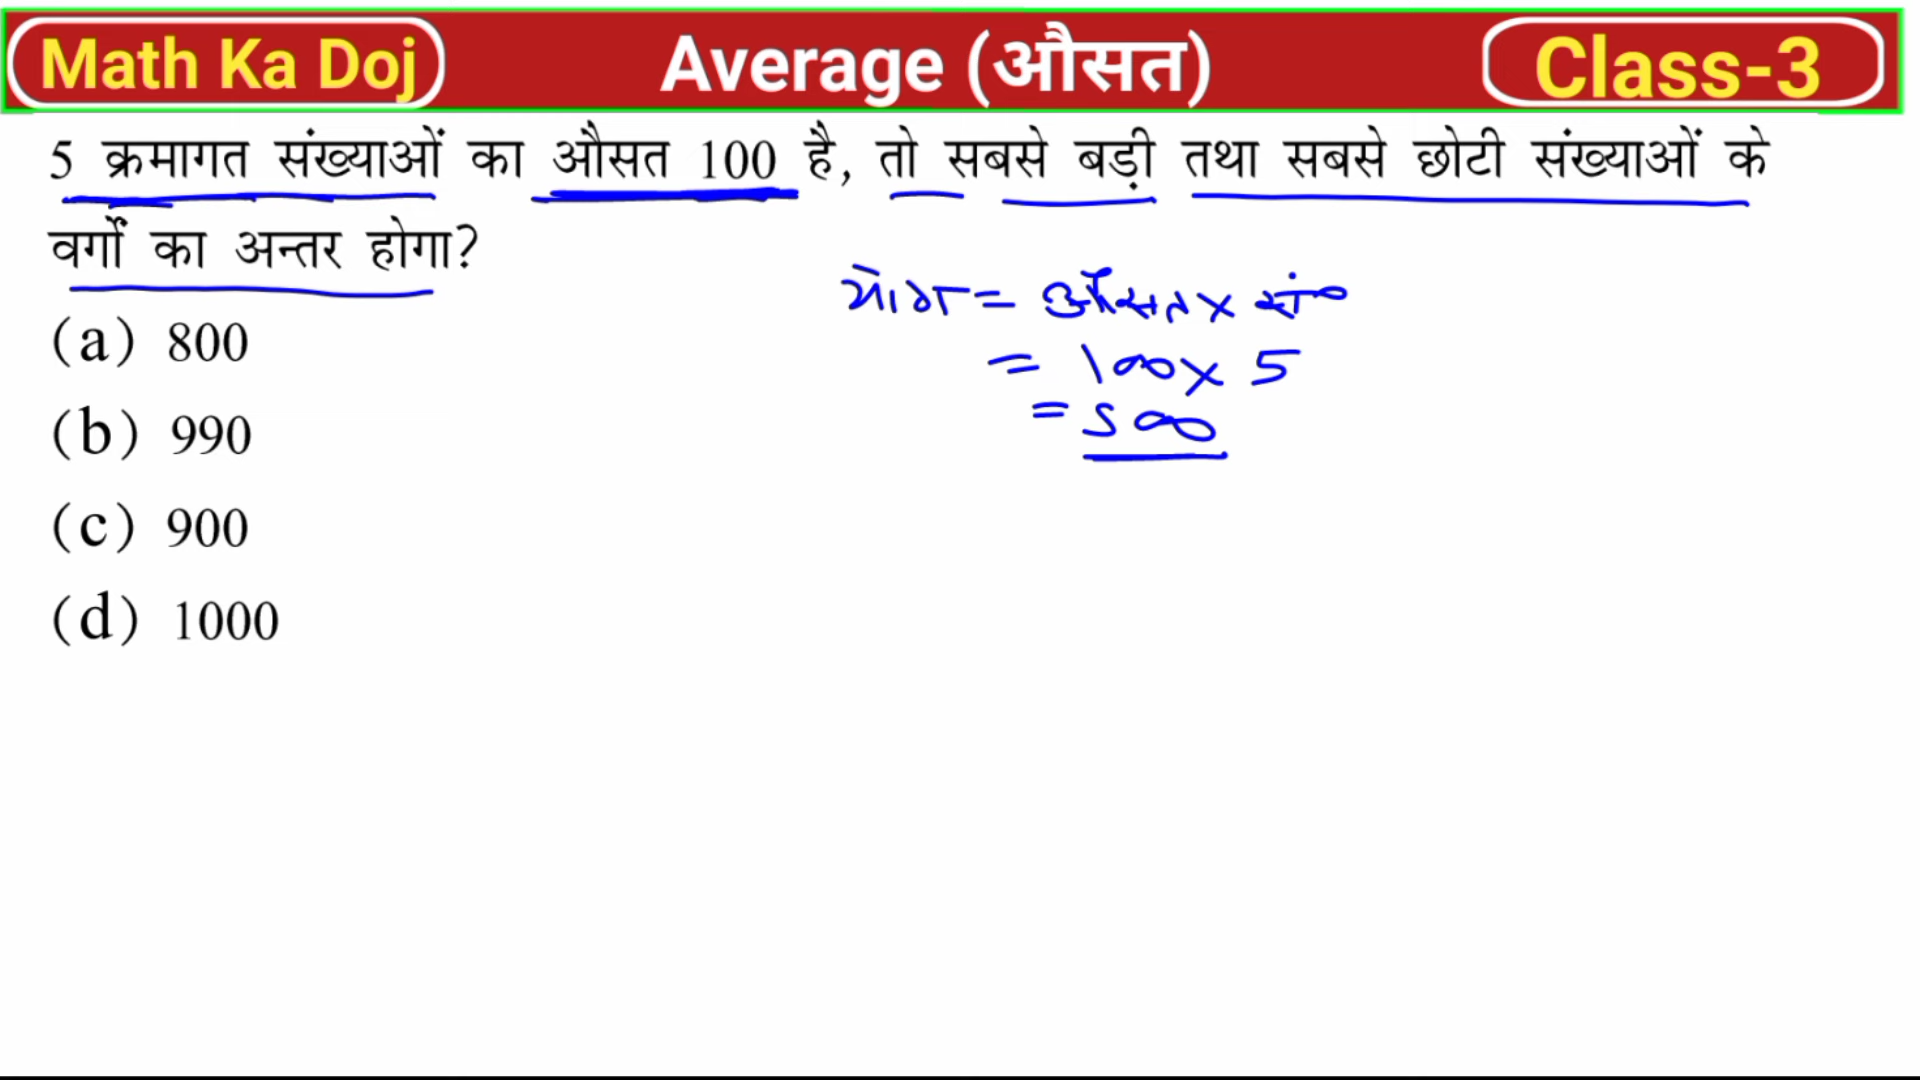 Math Ka Doj
Average (औसत)
Class-3
5 क्रमागत संख्याओं का औसत 100 है, तो सबसे बड़ी तथा सबसे छोटी संख्याओं के
वर्गों का अन्तर होगा?
(a) 800
(b) 990
(c) 900
(d) 1000
योग = औसत × सं०
= 100 × 5
= 500